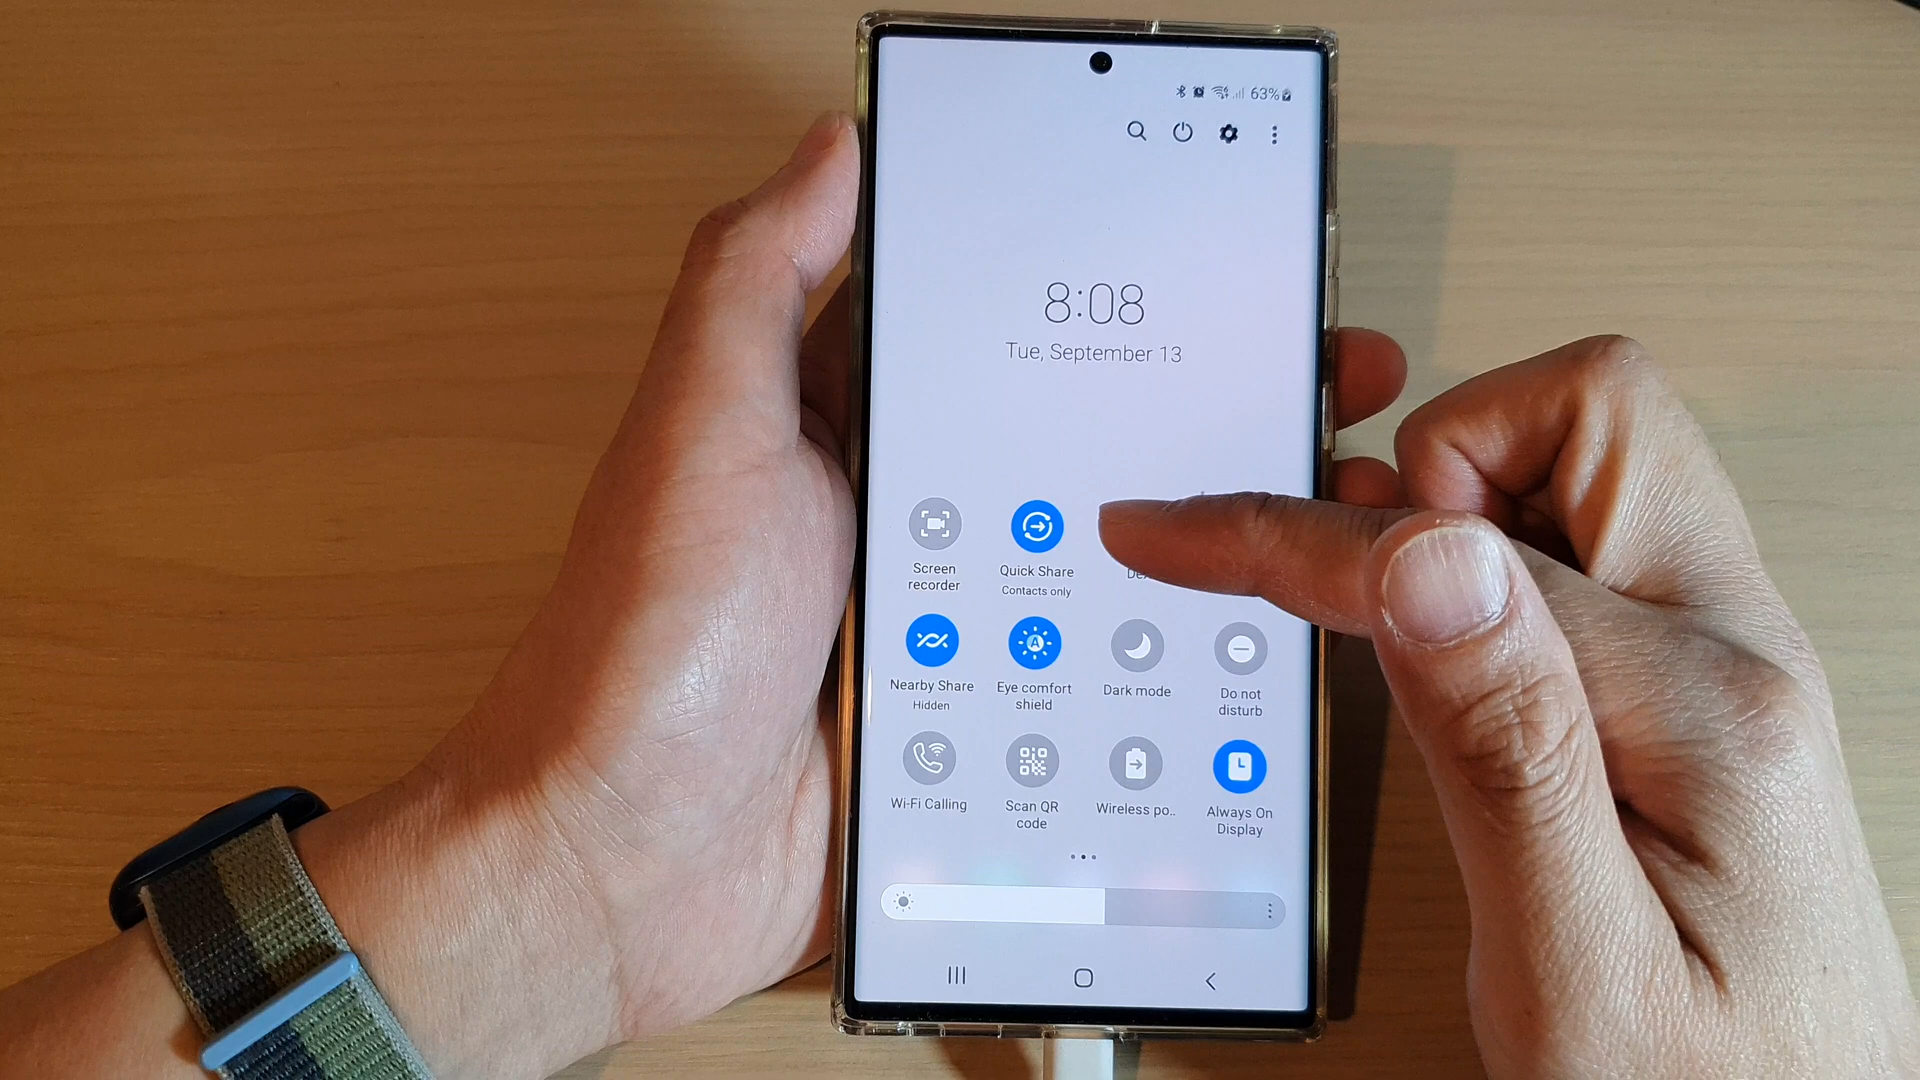 63%
8:08
Tue, September 13
Screen
recorder
Quick Share
Contacts only
Nearby Share
Hidden
Eye comfort
shield
Dark mode
Do not
disturb
Wi-Fi Calling
Scan QR
code
Wireless po..
Always On
Display